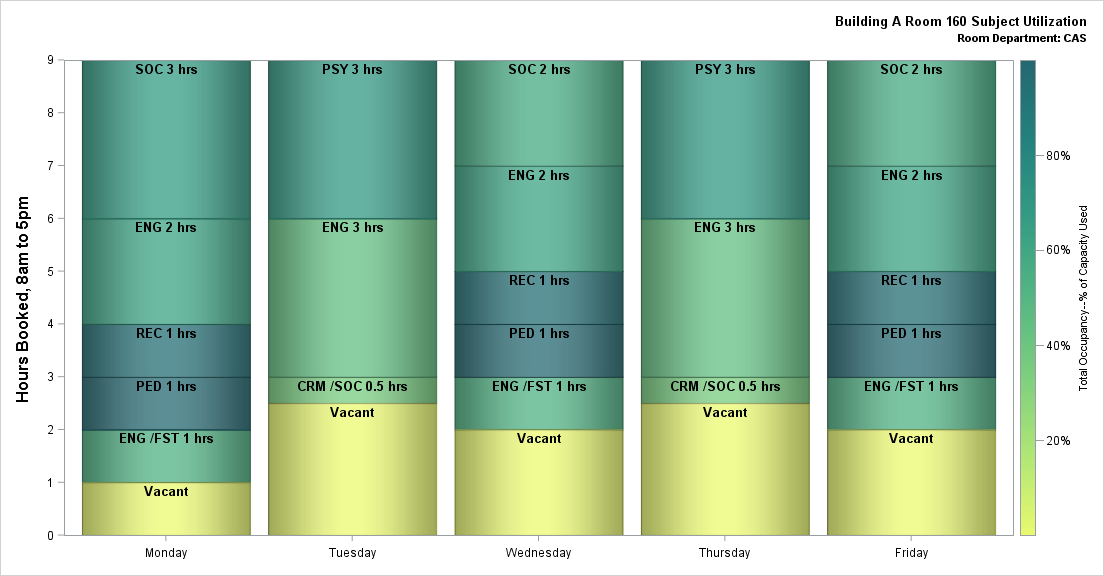 Building A Room 160 Subject Utilization
Room Department: CAS
Hours Booked, 8am to 5pm
9
8
7
6
5
4
3
2
1
0
SOC 3 hrs
ENG 2 hrs
REC 1 hrs
PED 1 hrs
ENG /FST 1 hrs
Vacant
Monday
PSY 3 hrs
ENG 3 hrs
CRM /SOC 0.5 hrs
Vacant
Tuesday
SOC 2 hrs
ENG 2 hrs
REC 1 hrs
PED 1 hrs
ENG /FST 1 hrs
Vacant
Wednesday
PSY 3 hrs
ENG 3 hrs
CRM /SOC 0.5 hrs
Vacant
Thursday
SOC 2 hrs
ENG 2 hrs
REC 1 hrs
PED 1 hrs
ENG /FST 1 hrs
Vacant
Friday
80%
60%
40%
20%
Total Occupancy--% of Capacity Used